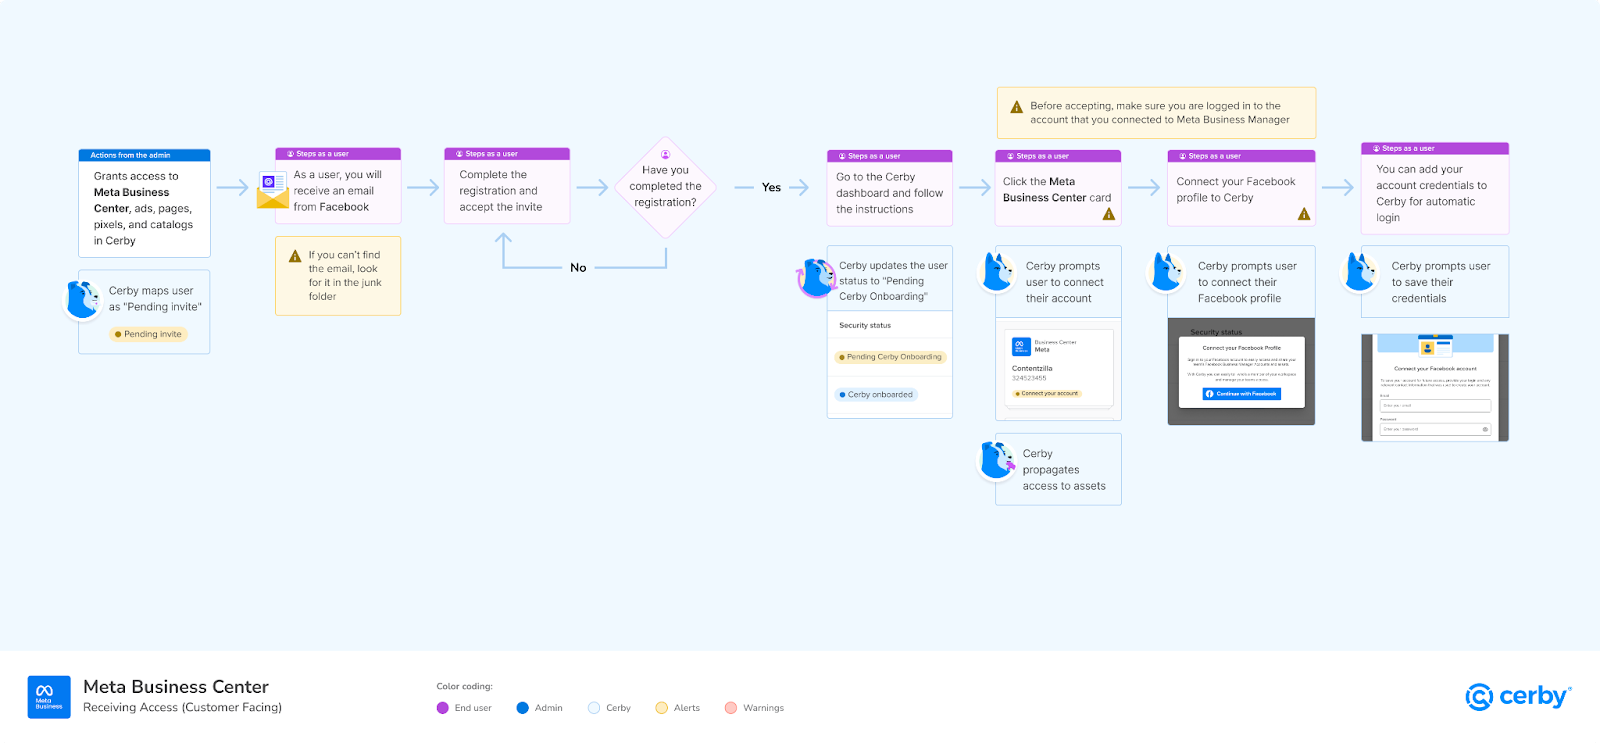 Before accepting, make sure you are logged in to the
account that you connected to Meta Business Manager
Actions from the admin
Grants access to
Meta Business
Center, ads, pages,
pixels, and catalogs
in Cerby
Cerby maps user
as "Pending invite"
Pending invite
Steps as a user
As a user, you will
receive an email
from Facebook
If you can't find
the email, look
for it in the junk
folder
Steps as a user
Complete the
registration and
accept the invite
Have you
completed the
registration?
No
Yes
Steps as a user
Go to the Cerby
dashboard and follow
the instructions
Cerby updates the user
status to "Pending
Cerby Onboarding"
Security status
Pending Cerby Onboarding
Cerby onboarded
Steps as a user
Click the Meta
Business Center card
Cerby prompts
user to connect
their account
Business Center
Meta
Contentzilla
324523455
Connect your account
Cerby
propagates
access to assets
Steps as a user
Connect your Facebook
profile to Cerby
Cerby prompts user
to connect their
Facebook profile
Security status
Connect your Facebook Profile
Continue with Facebook
Steps as a user
You can add your
account credentials to
Cerby for automatic
login
Cerby prompts user
to save their
credentials
Connect your Facebook account
Email
Enter your email
Password
Enter your password
Meta
Business
Meta Business Center
Receiving Access (Customer Facing)
Color coding:
End user
Admin
Cerby
Alerts
Warnings
cerby